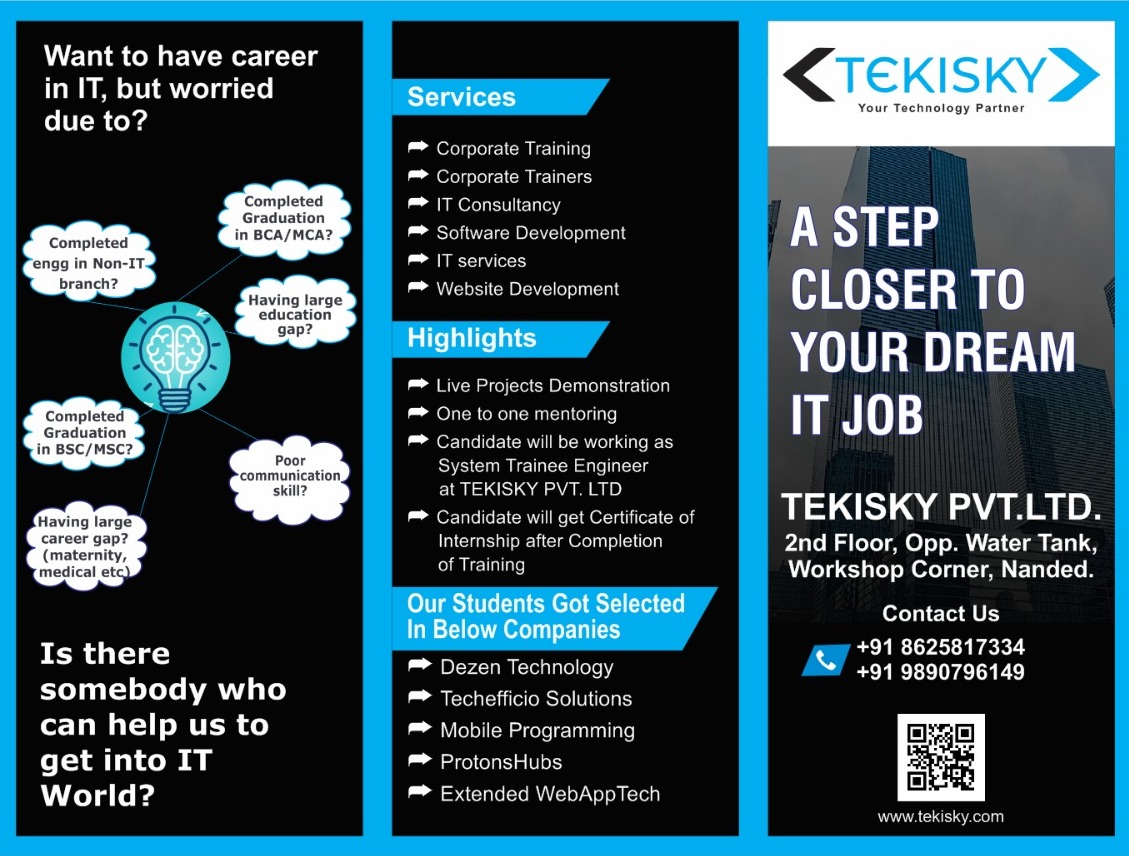 Want to have career
in IT, but worried
due to?
Completed
Graduation
in BCA/MCA?
Completed
engg in Non-IT
branch?
Having large
education
gap?
Completed
Graduation
in BSC/MSC?
Poor
communication
skill?
Having large
career gap?
(maternity,
medical etc)
Is there
somebody who
can help us to
get into IT
World?
Services
Corporate Training
Corporate Trainers
IT Consultancy
Software Development
IT services
Website Development
Highlights
Live Projects Demonstration
One to one mentoring
Candidate will be working as
System Trainee Engineer
at TEKISKY PVT. LTD
Candidate will get Certificate of
Internship after Completion
of Training
Our Students Got Selected
In Below Companies
Dezen Technology
Techefficio Solutions
Mobile Programming
ProtonsHubs
Extended WebAppTech
TEKISKY
Your Technology Partner
A STEP
CLOSER TO
YOUR DREAM
IT JOB
TEKISKY PVT.LTD.
2nd Floor, Opp. Water Tank,
Workshop Corner, Nanded.
Contact Us
+91 8625817334
+91 9890796149
www.tekisky.com